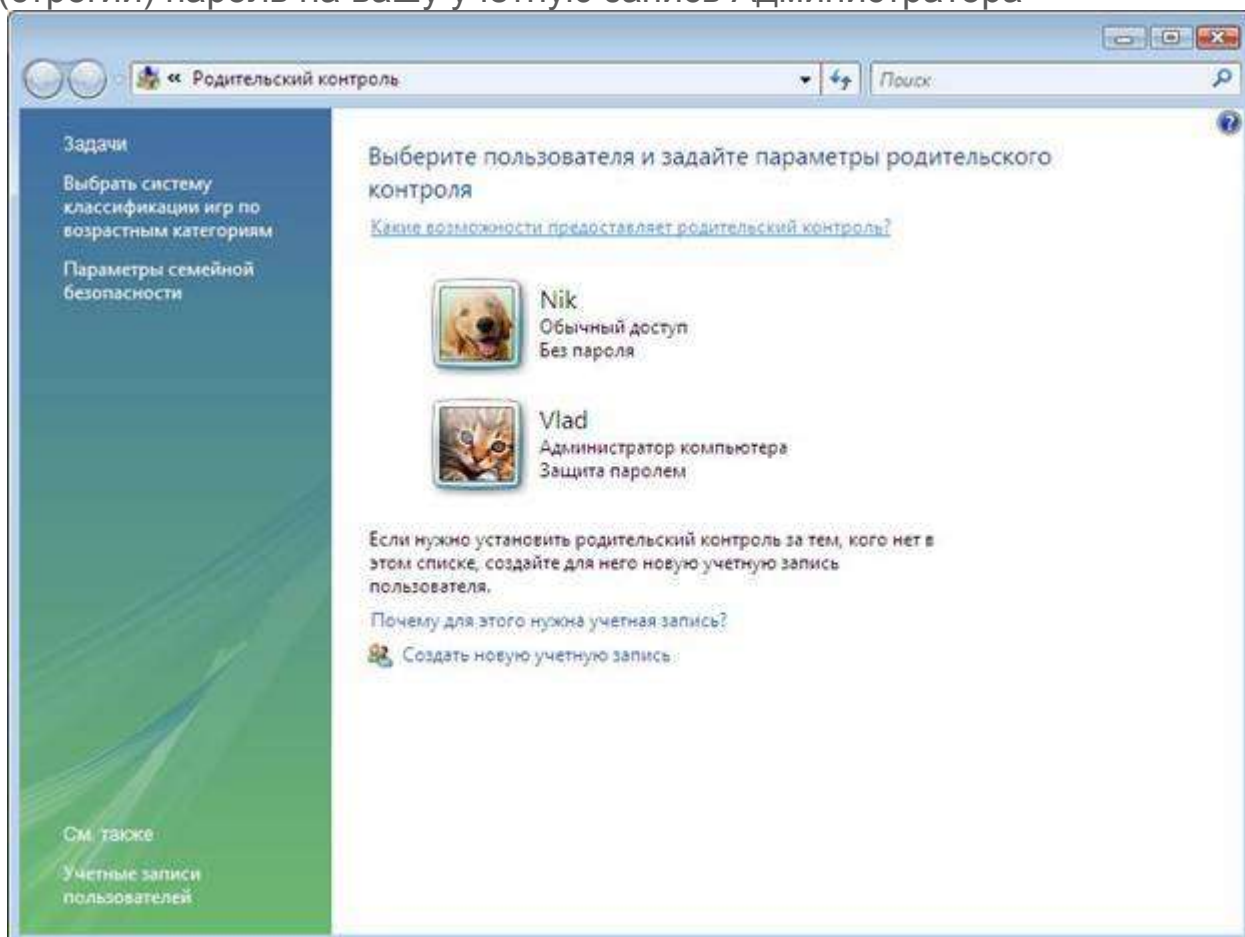 (строгий) пароль на вашу учетную запись Администратора
« Родительский контроль
Поиск
Задачи
Выбрать систему
классификации игр по
возрастным категориям
Параметры семейной
безопасности
Выберите пользователя и задайте параметры родительского
контроля
Какие возможности предоставляет родительский контроль?
Nik
Обычный доступ
Без пароля
Vlad
Администратор компьютера
Защита паролем
Если нужно установить родительский контроль за тем, кого нет в
этом списке, создайте для него новую учетную запись
пользователя.
Почему для этого нужна учетная запись?
Создать новую учетную запись
См. также
Учетные записи
пользователей